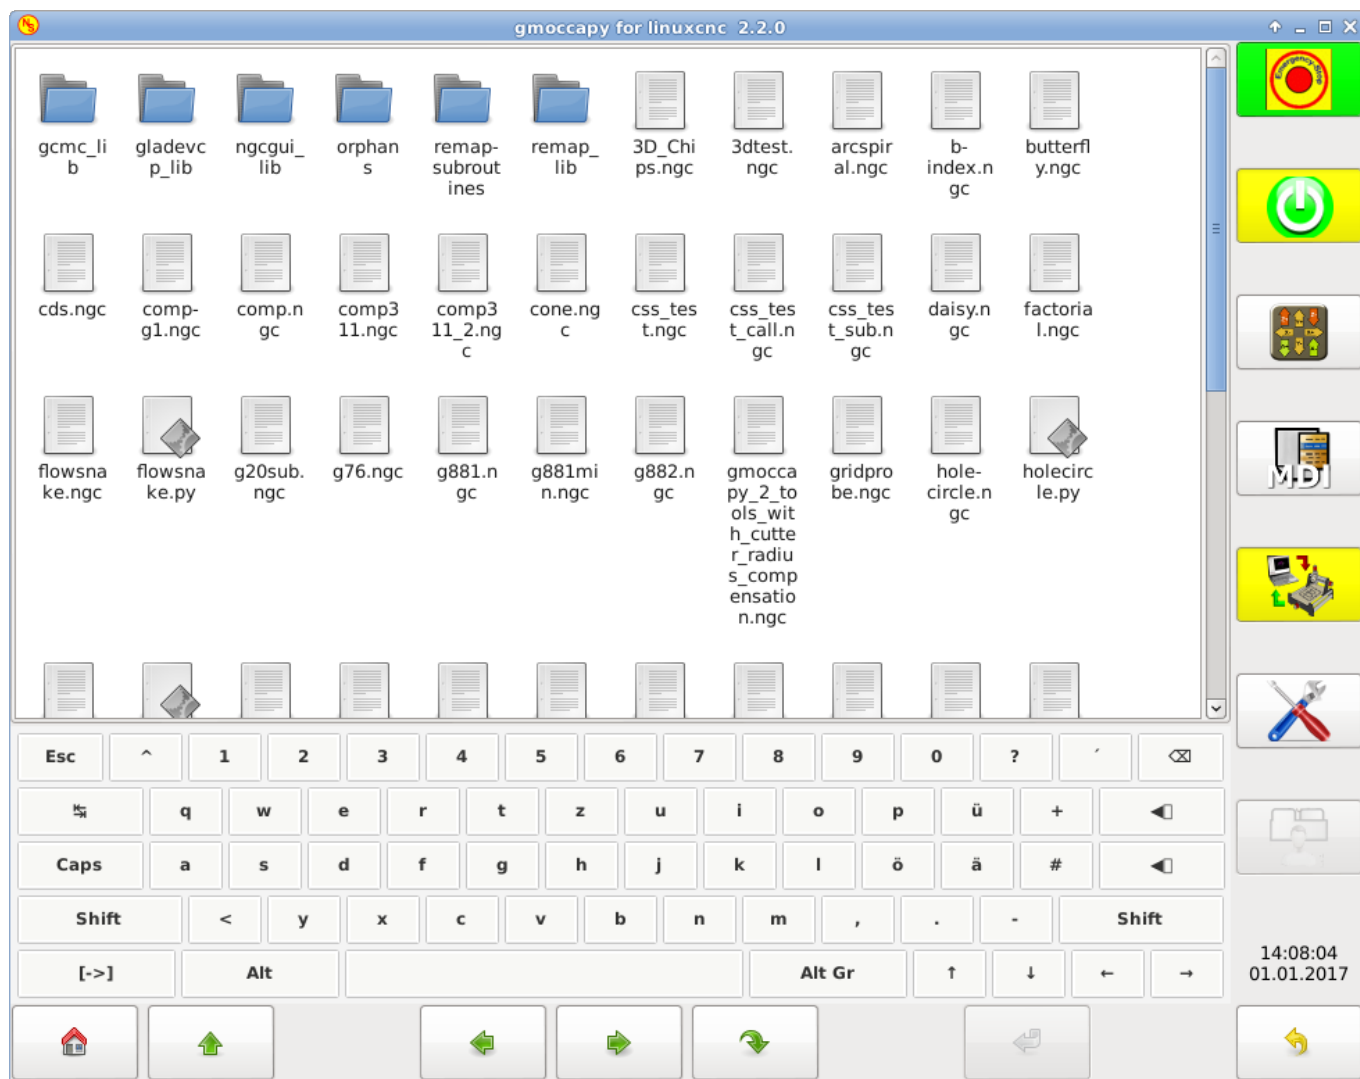 gmoccapy for linuxcnc 2.2.0
gcmc_li
b
gladevc
p_lib
ngcgui_
lib
orphan
s
remap-
subrout
ines
remap_
lib
3D_Chi
ps.ngc
3dtest.
ngc
arcspir
al.ngc
b-
index.n
gc
butterfl
y.ngc
cds.ngc
comp-
g1.ngc
comp.n
gc
comp3
11.ngc
comp3
11_2.ng
c
cone.ng
c
css_tes
t.ngc
css_tes
t_call.n
gc
css_tes
t_sub.n
gc
daisy.n
gc
factoria
l.ngc
flowsna
ke.ngc
flowsna
ke.py
g20sub.
ngc
g76.ngc
g881.n
gc
g881mi
n.ngc
g882.n
gc
gmocca
py_2_to
ols_wit
h_cutte
r_radiu
s_comp
ensatio
n.ngc
gridpro
be.ngc
hole-
circle.n
gc
holecirc
le.py
Emergency-Stop
MDI
Esc ^ 1 2 3 4 5 6 7 8 9 0 ? ´
q w e r t z u i o p ü +
Caps a s d f g h j k l ö ä #
Shift < y x c v b n m , . - Shift
[->] Alt Alt Gr ↑ ↓ ← →
14:08:04
01.01.2017